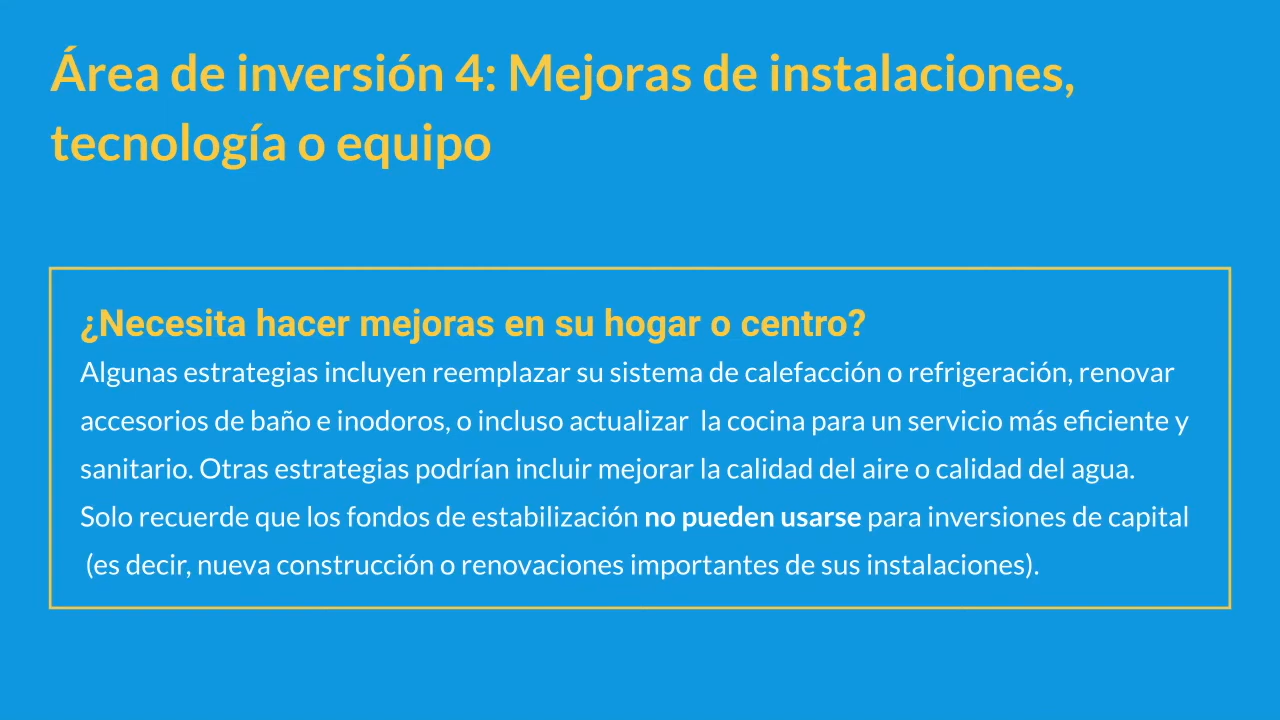 Área de inversión 4: Mejoras de instalaciones,
tecnología o equipo
¿Necesita hacer mejoras en su hogar o centro?
Algunas estrategias incluyen reemplazar su sistema de calefacción o refrigeración, renovar
accesorios de baño e inodoros, o incluso actualizar  la cocina para un servicio más eficiente y
sanitario. Otras estrategias podrían incluir mejorar la calidad del aire o calidad del agua.
Solo recuerde que los fondos de estabilización no pueden usarse para inversiones de capital
(es decir, nueva construcción o renovaciones importantes de sus instalaciones).